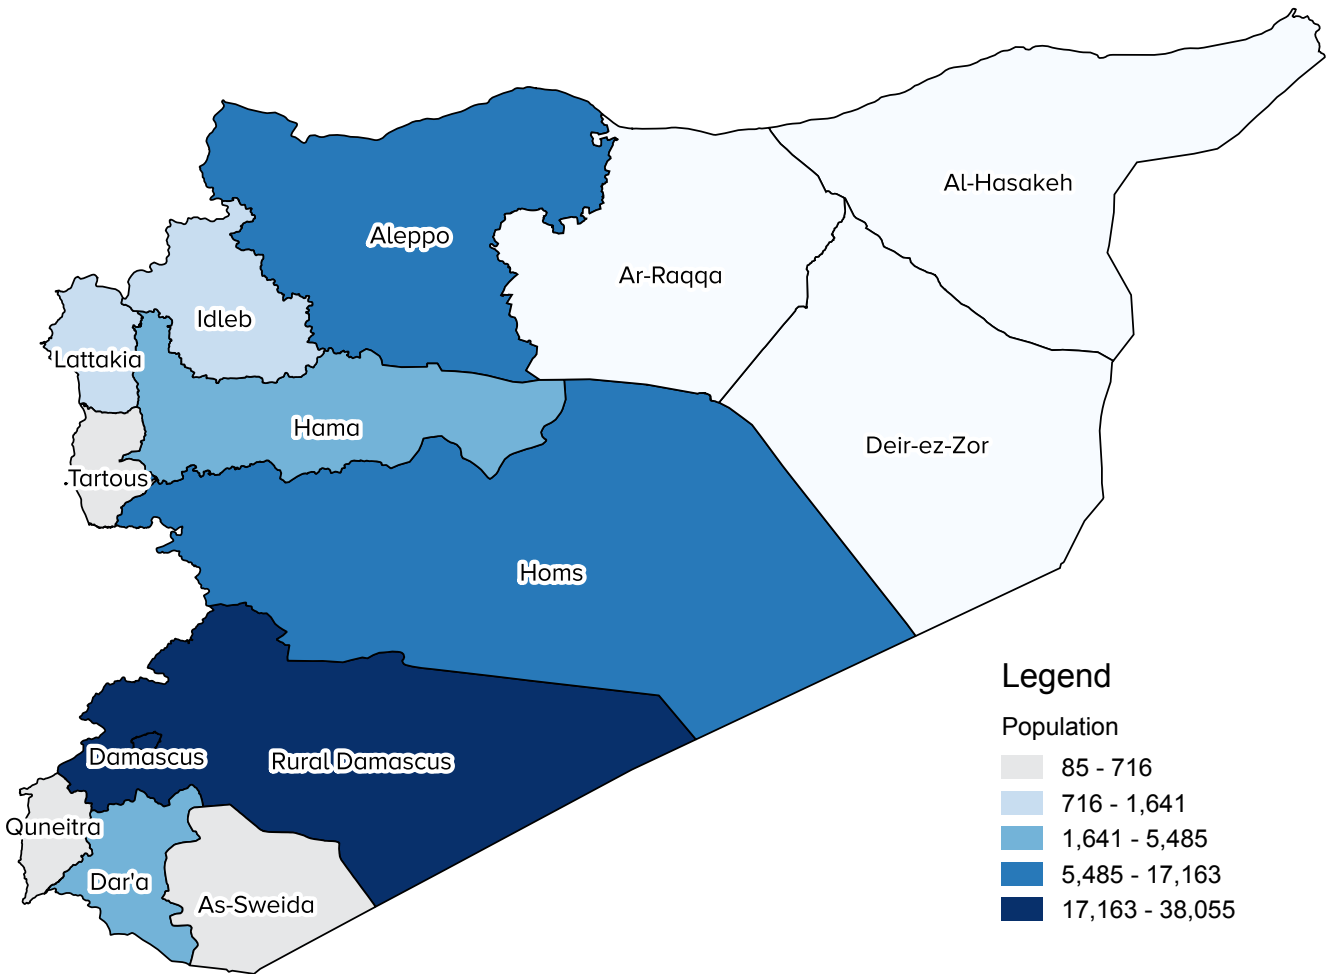 Al-Hasakeh
Aleppo
Ar-Raqqa
Idleb
Lattakia
Hama
Deir-ez-Zor
Tartous
Homs
Damascus
Rural Damascus
Quneitra
Dar'a
As-Sweida
Legend
Population
85 - 716
716 - 1,641
1,641 - 5,485
5,485 - 17,163
17,163 - 38,055